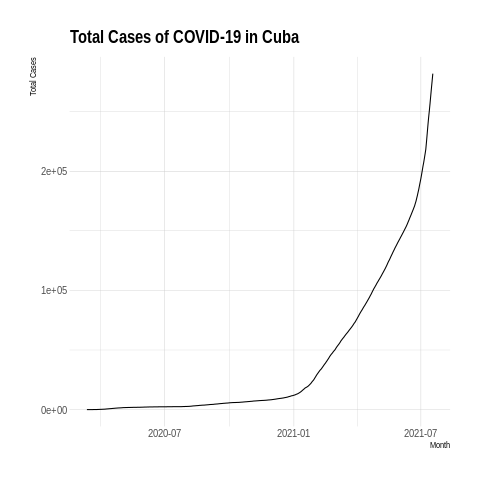 Total Cases of COVID-19 in Cuba
Total Cases
2e+05
1e+05
0e+00
2020-07 2021-01 2021-07
Month